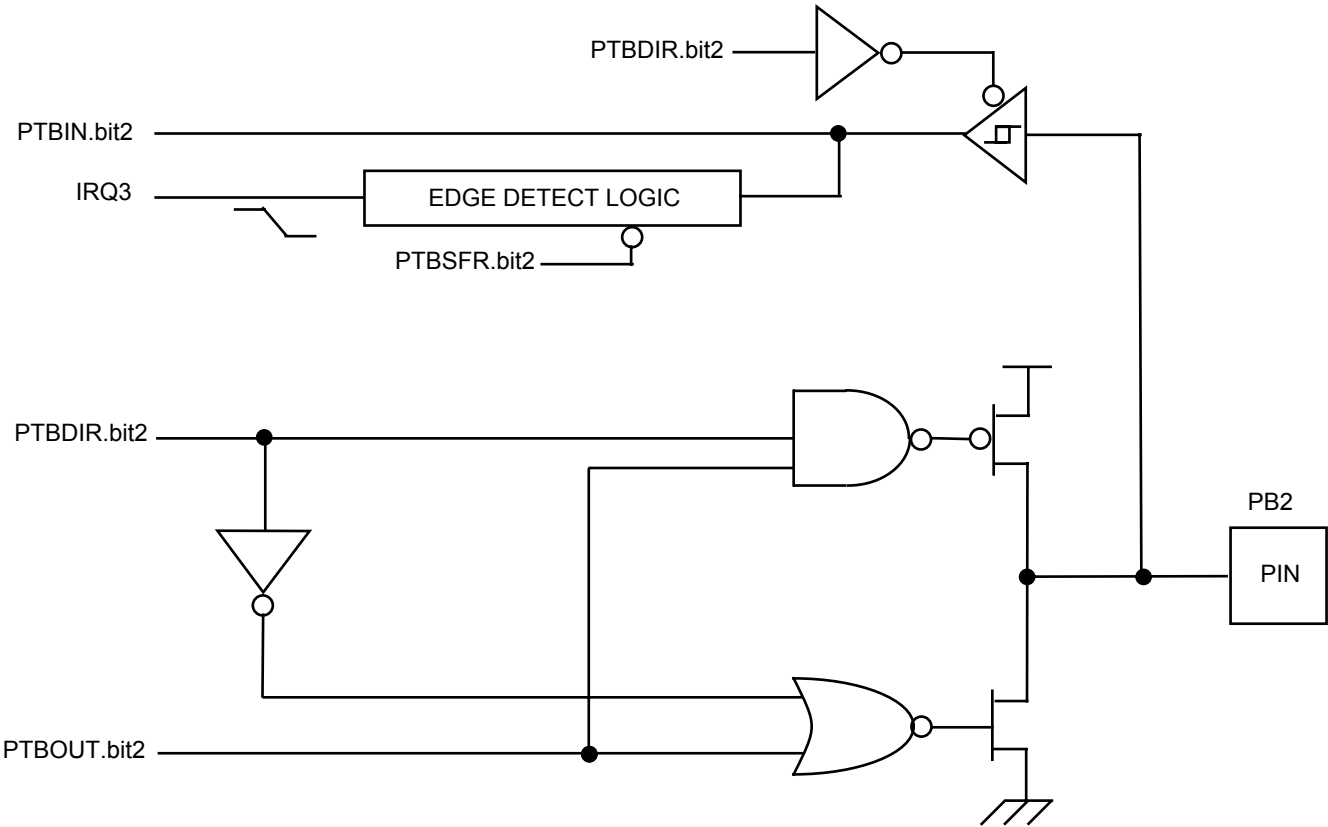 PTBDIR.bit2
PTBIN.bit2
IRQ3
EDGE DETECT LOGIC
PTBSFR.bit2
PTBDIR.bit2
PB2
PIN
PTBOUT.bit2